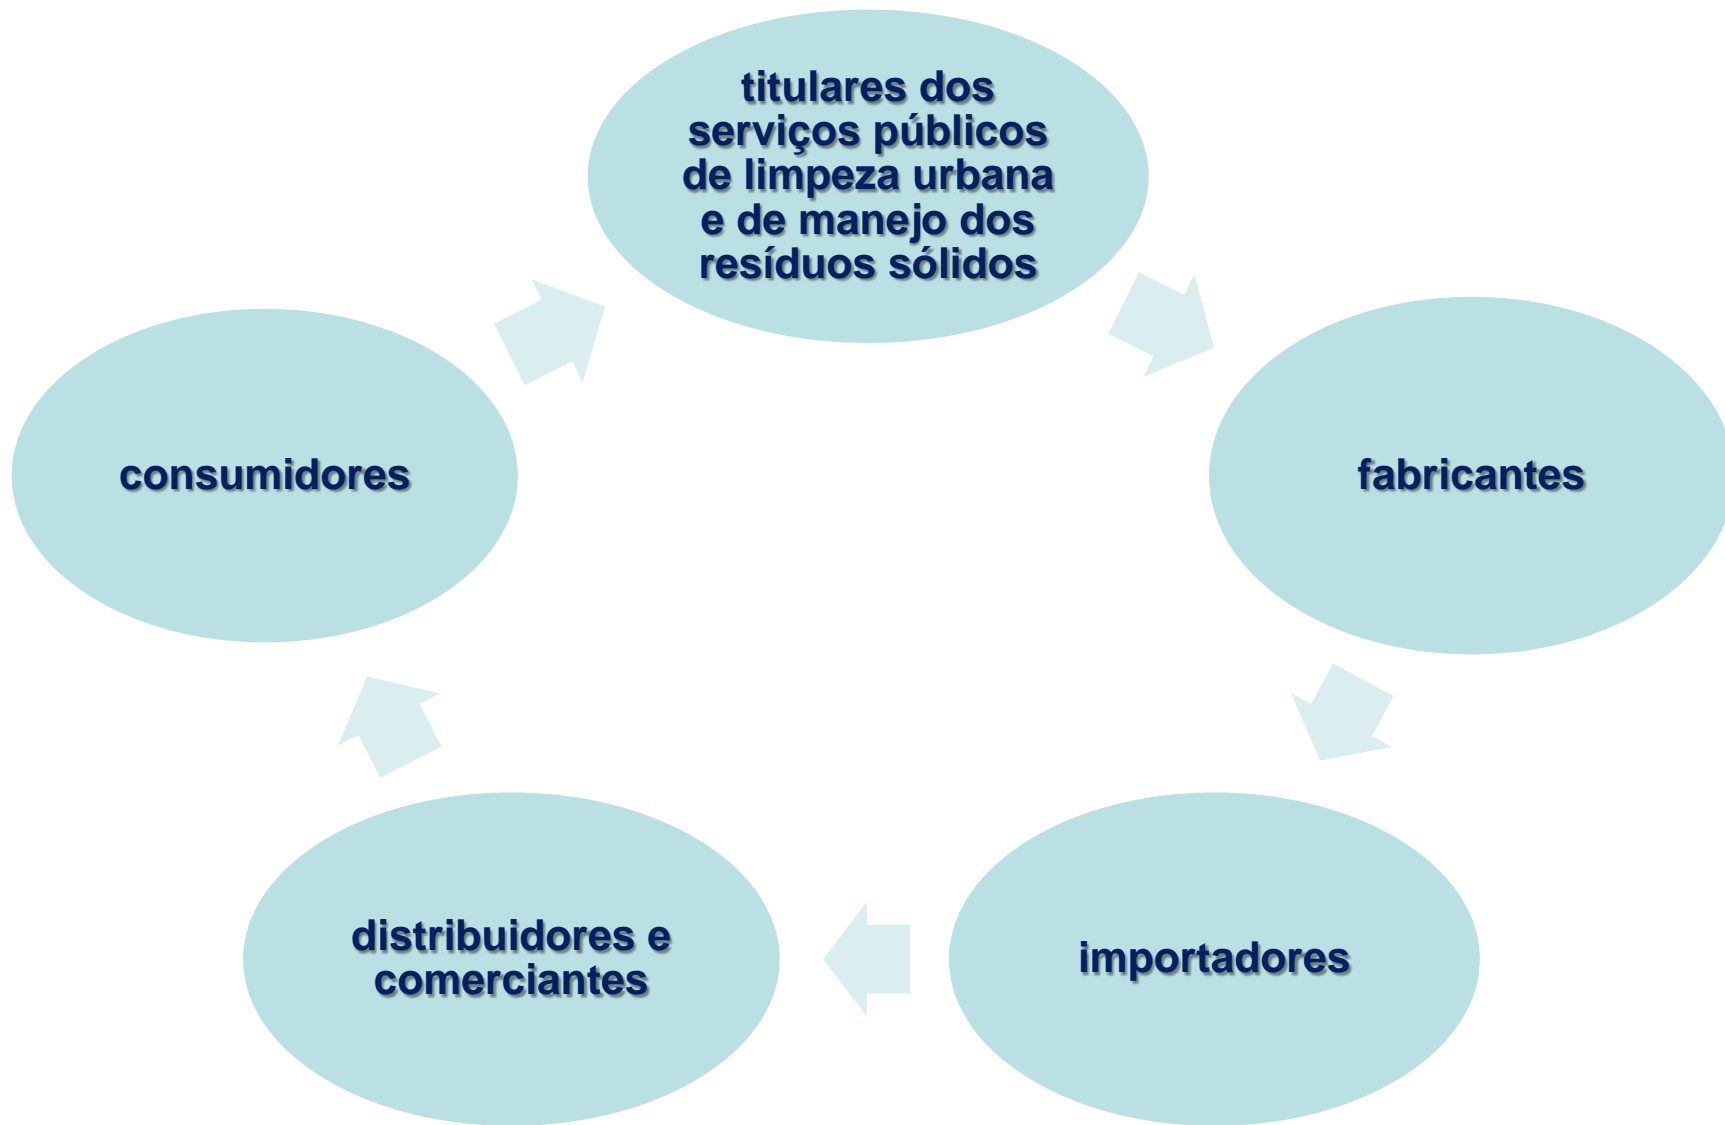 titulares dos
serviços públicos
de limpeza urbana
e de manejo dos
resíduos sólidos
fabricantes
importadores
distribuidores e
comerciantes
consumidores